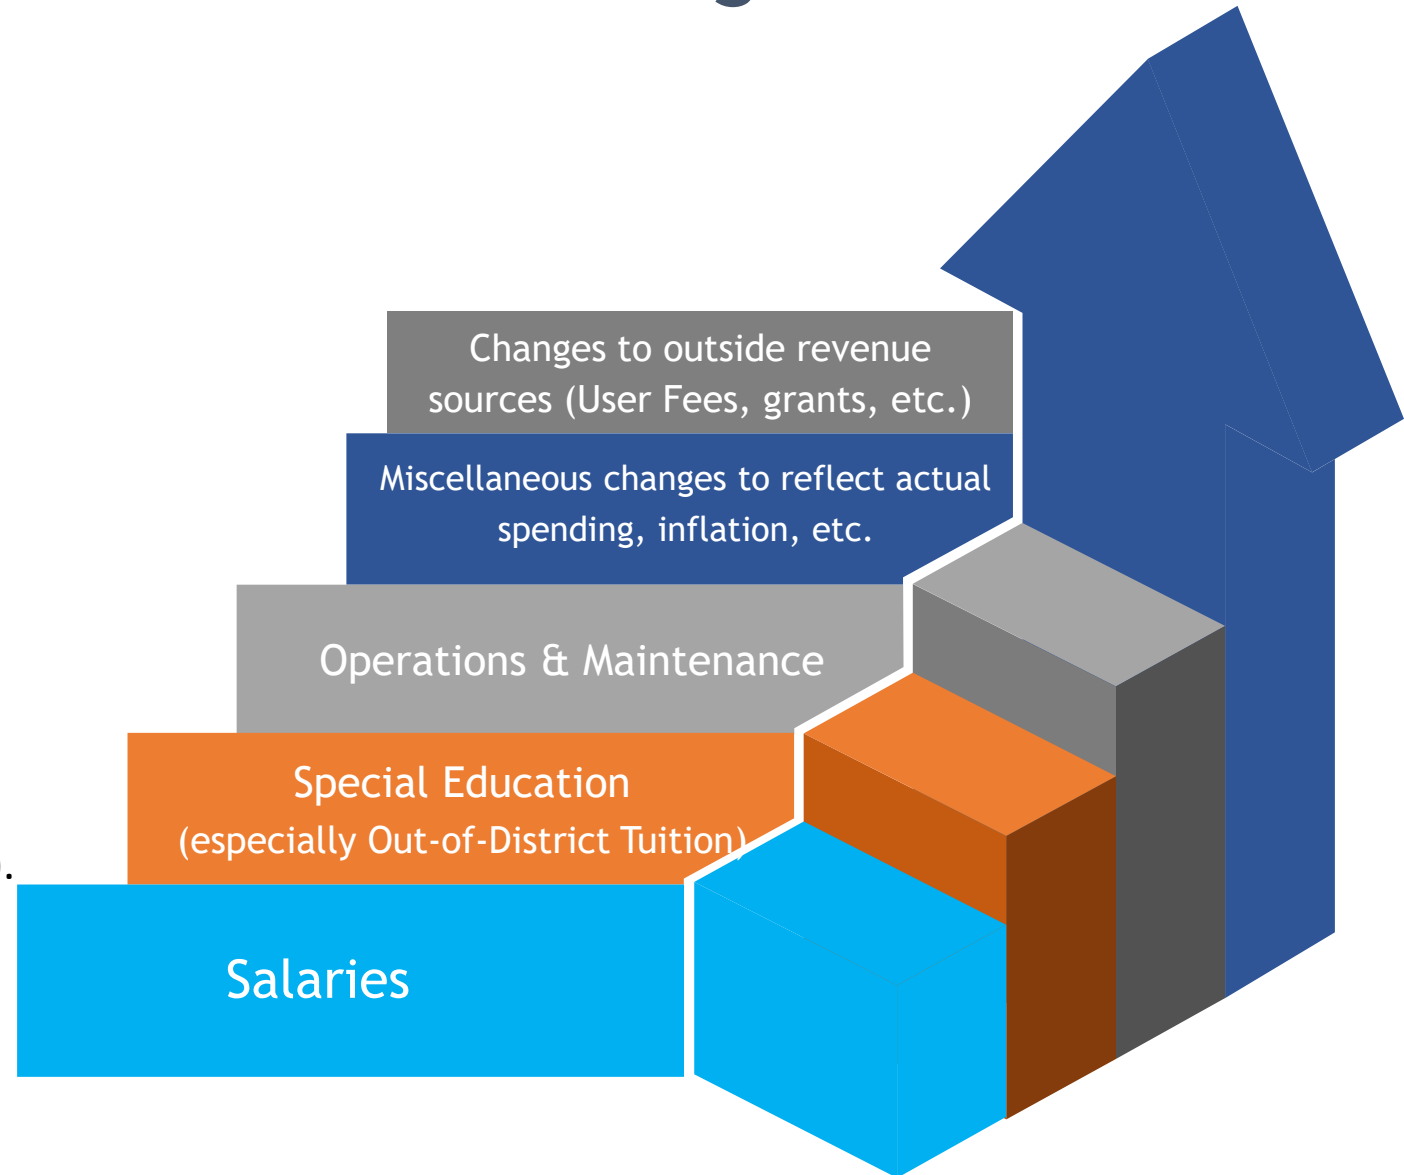 Changes to outside revenue
sources (User Fees, grants, etc.)
Miscellaneous changes to reflect actual
spending, inflation, etc.
Operations & Maintenance
Special Education
(especially Out-of-District Tuition)
Salaries